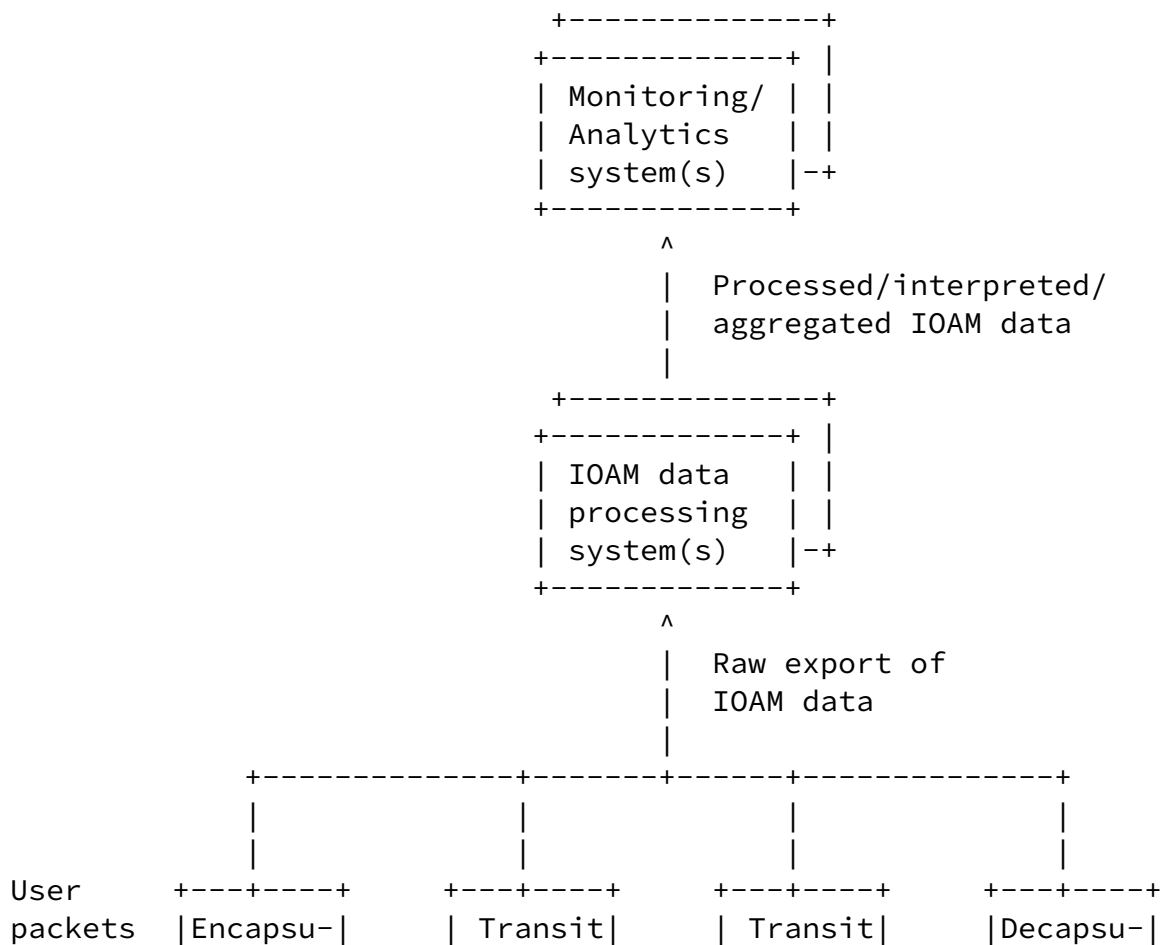 Monitoring/
Analytics
system(s)
Processed/interpreted/
aggregated IOAM data
IOAM data
processing
system(s)
Raw export of
IOAM data
User
packets |Encapsu-| | Transit| | Transit| |Decapsu-|